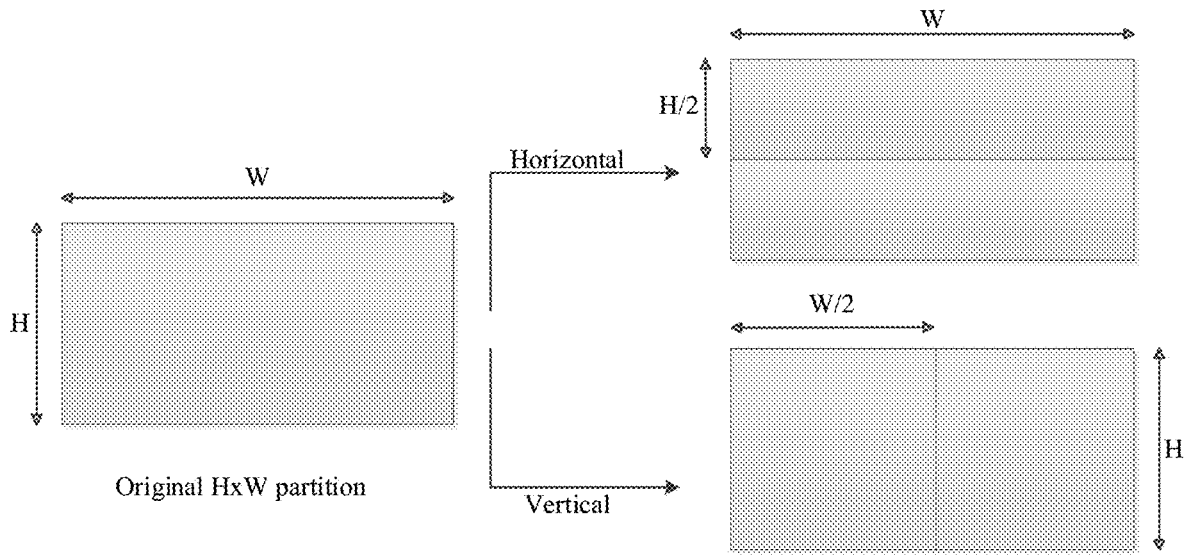 W
H
Original HxW partition
Horizontal
Vertical
W
H/2
W/2
H